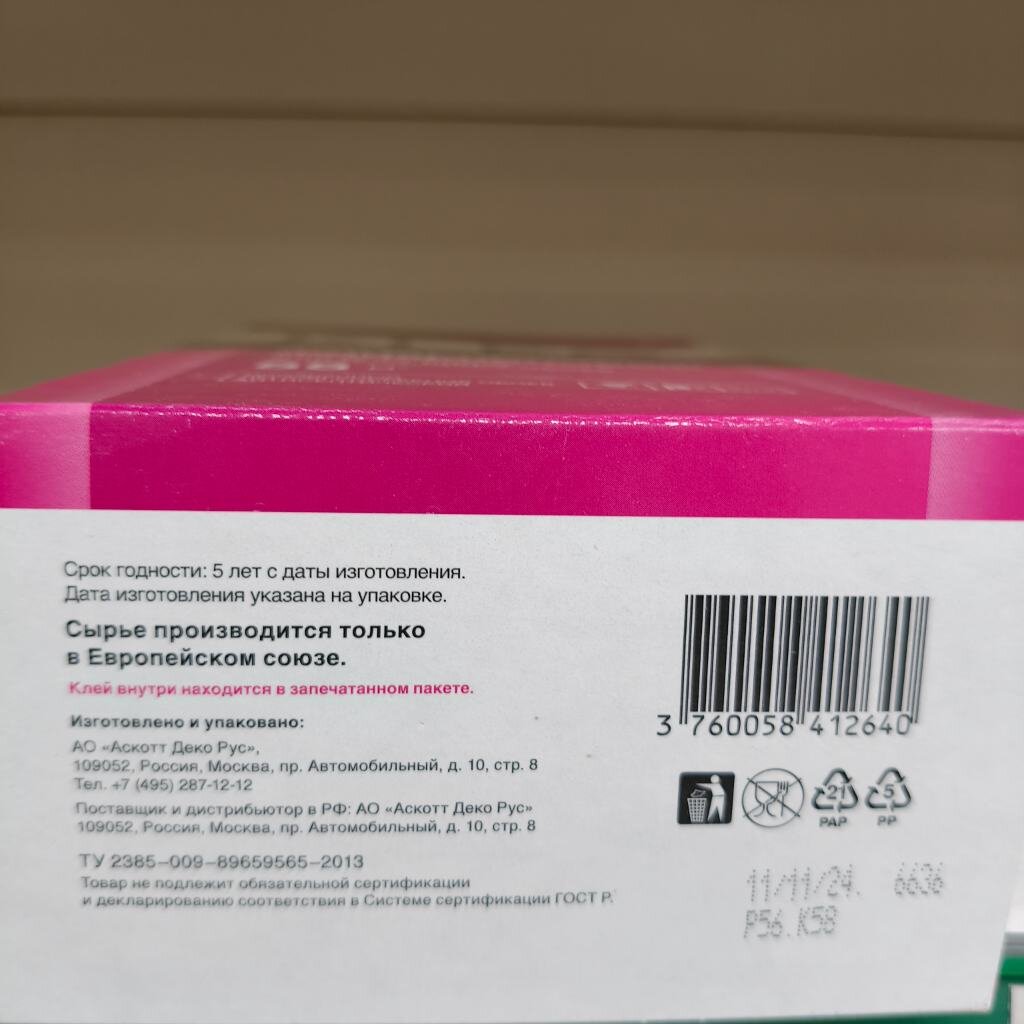 Срок годности: 5 лет с даты изготовления.
Дата изготовления указана на упаковке.
Сырье производится только
в Европейском союзе.
Клей внутри находится в запечатанном пакете.
Изготовлено и упаковано:
АО «Аскотт Деко Рус»,
109052, Россия, Москва, пр. Автомобильный, д. 10, стр. 8
Тел. +7 (495) 287-12-12
Поставщик и дистрибьютор в РФ: АО «Аскотт Деко Рус»
109052, Россия, Москва, пр. Автомобильный, д. 10, стр. 8
ТУ 2385–009–89659565–2013
Товар не подлежит обязательной сертификации
и декларированию соответствия в Системе сертификации ГОСТ Р.
3 760058 412640
21 5
PAP PP
11/11/24. 6636
P56.K58